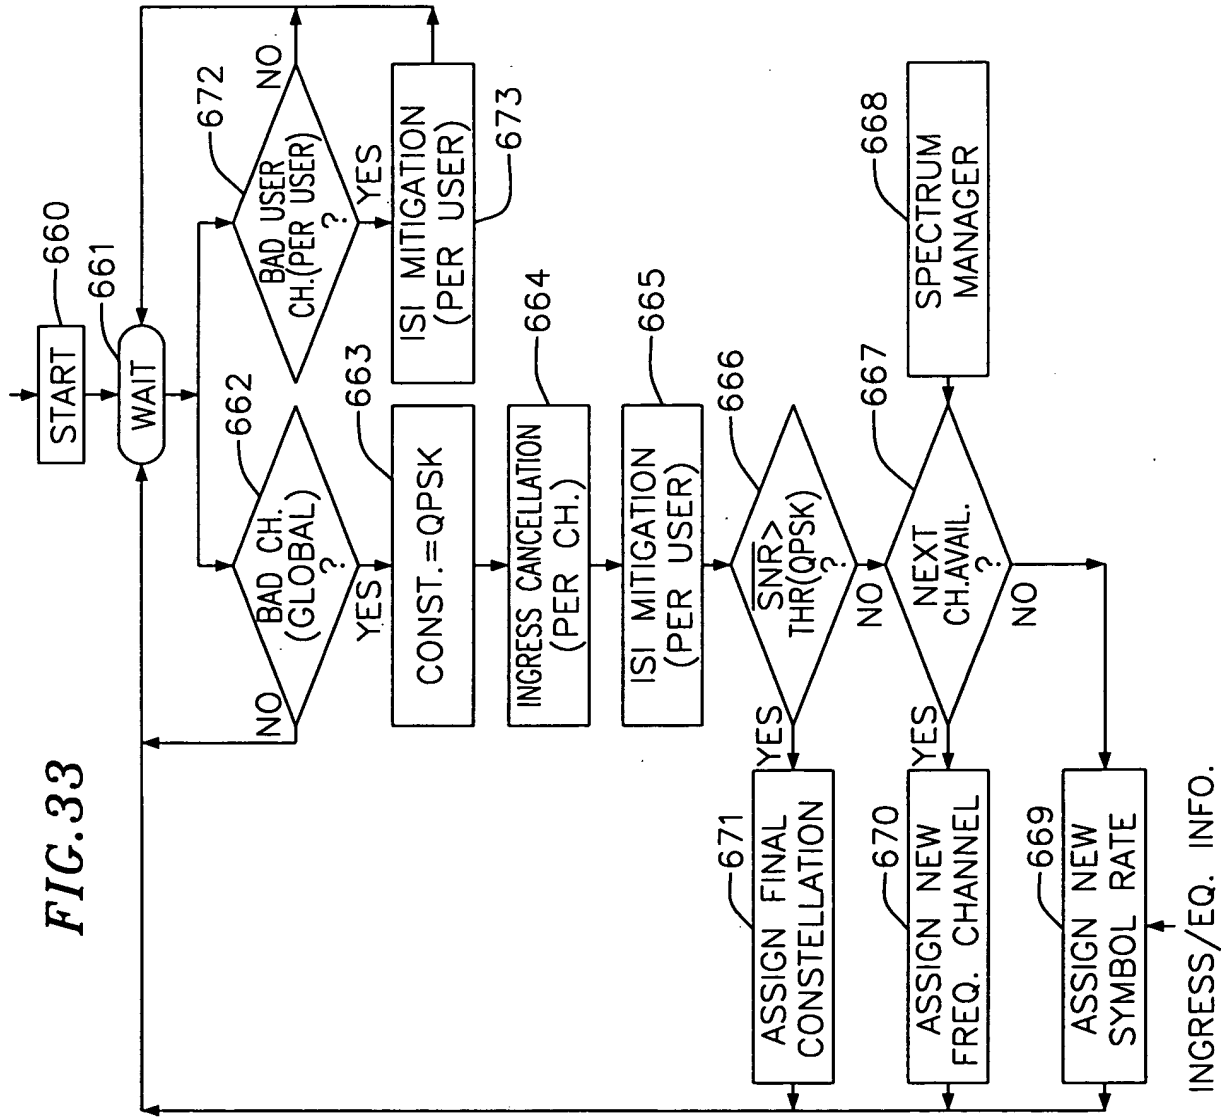 FIG.33
START
660
WAIT
661
BAD CH.
(GLOBAL)
?
662
NO
YES
BAD USER
CH.(PER USER)
?
672
NO
YES
CONST.=QPSK
663
ISI MITIGATION
(PER USER)
673
INGRESS CANCELLATION
(PER CH.)
664
ISI MITIGATION
(PER USER)
665
SNR>
THR(QPSK)
?
666
YES
NO
ASSIGN FINAL
CONSTELLATION
671
NEXT
CH.AVAIL.
?
667
YES
NO
SPECTRUM
MANAGER
668
ASSIGN NEW
FREQ. CHANNEL
670
ASSIGN NEW
SYMBOL RATE
669
INGRESS/EQ. INFO.